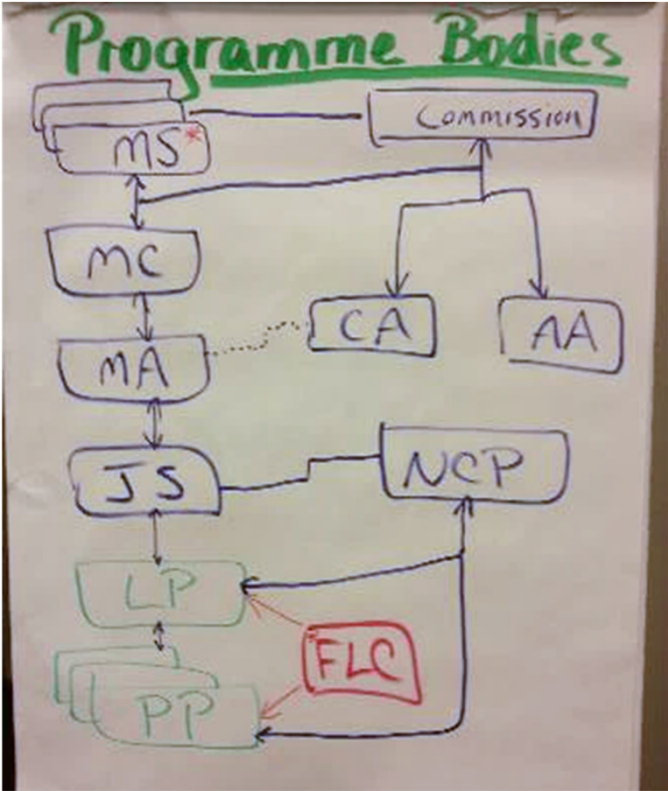 Programme Bodies
MS*
Commission
MC
MA
CA
AA
JS
NCP
LP
FLC
PP